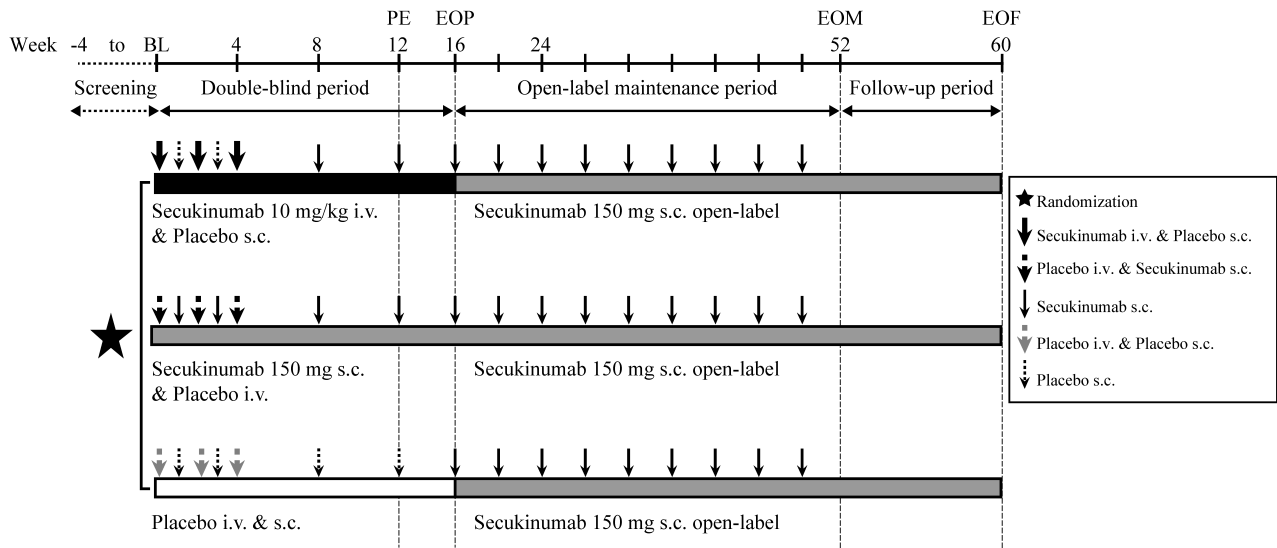 PE EOP EOM EOF
Week -4 to BL 4 8 12 16 24 52 60
Screening Double-blind period Open-label maintenance period Follow-up period
Secukinumab 10 mg/kg i.v.
& Placebo s.c.
Secukinumab 150 mg s.c. open-label
Secukinumab 150 mg s.c.
& Placebo i.v.
Secukinumab 150 mg s.c. open-label
Placebo i.v. & s.c.
Secukinumab 150 mg s.c. open-label
Randomization
Secukinumab i.v. & Placebo s.c.
Placebo i.v. & Secukinumab s.c.
Secukinumab s.c.
Placebo i.v. & Placebo s.c.
Placebo s.c.